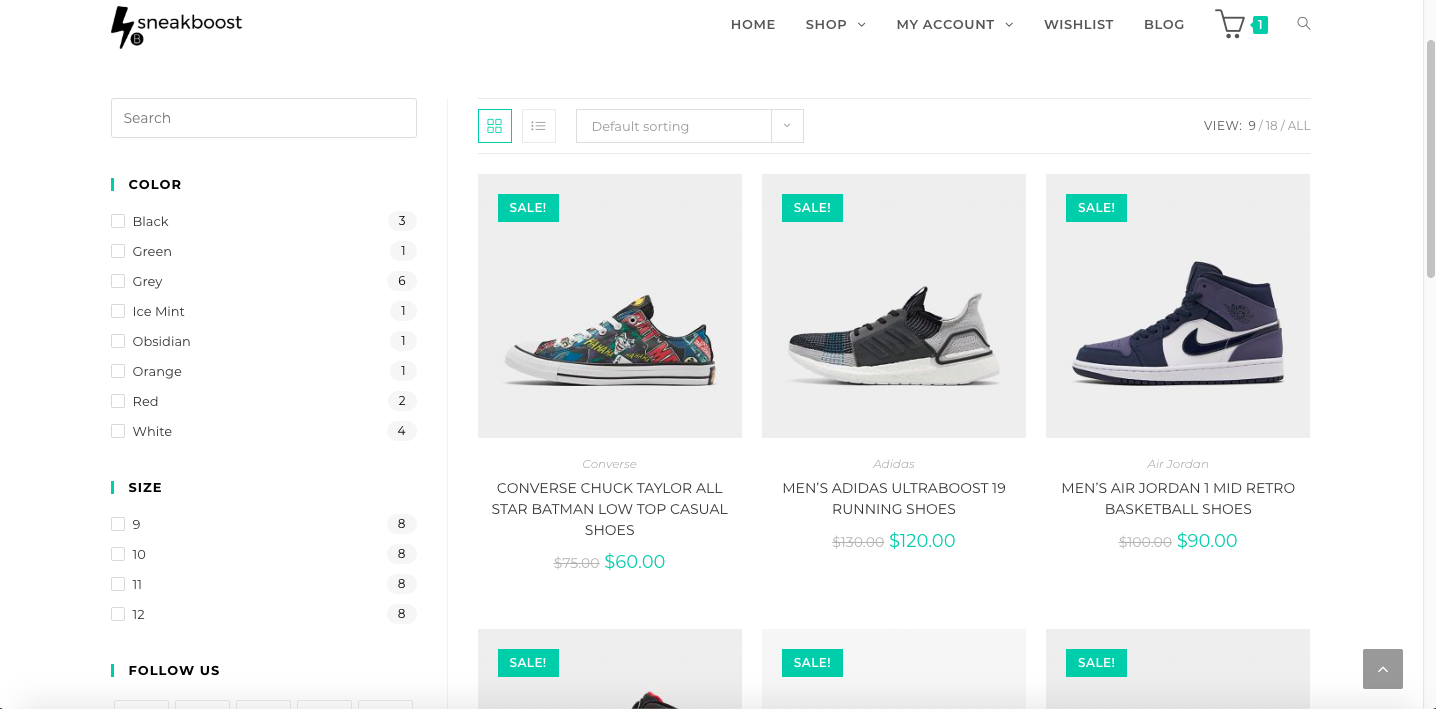 sneakboost
B
HOME SHOP MY ACCOUNT WISHLIST BLOG 1
Search
COLOR
Black 3
Green 1
Grey 6
Ice Mint 1
Obsidian 1
Orange 1
Red 2
White 4
SIZE
9 8
10 8
11 8
12 8
FOLLOW US
Default sorting
VIEW: 9 / 18 / ALL
SALE! SALE! SALE!
Converse
CONVERSE CHUCK TAYLOR ALL
STAR BATMAN LOW TOP CASUAL
SHOES
$75.00 $60.00
Adidas
MEN’S ADIDAS ULTRABOOST 19
RUNNING SHOES
$130.00 $120.00
Air Jordan
MEN’S AIR JORDAN 1 MID RETRO
BASKETBALL SHOES
$100.00 $90.00
SALE! SALE! SALE!